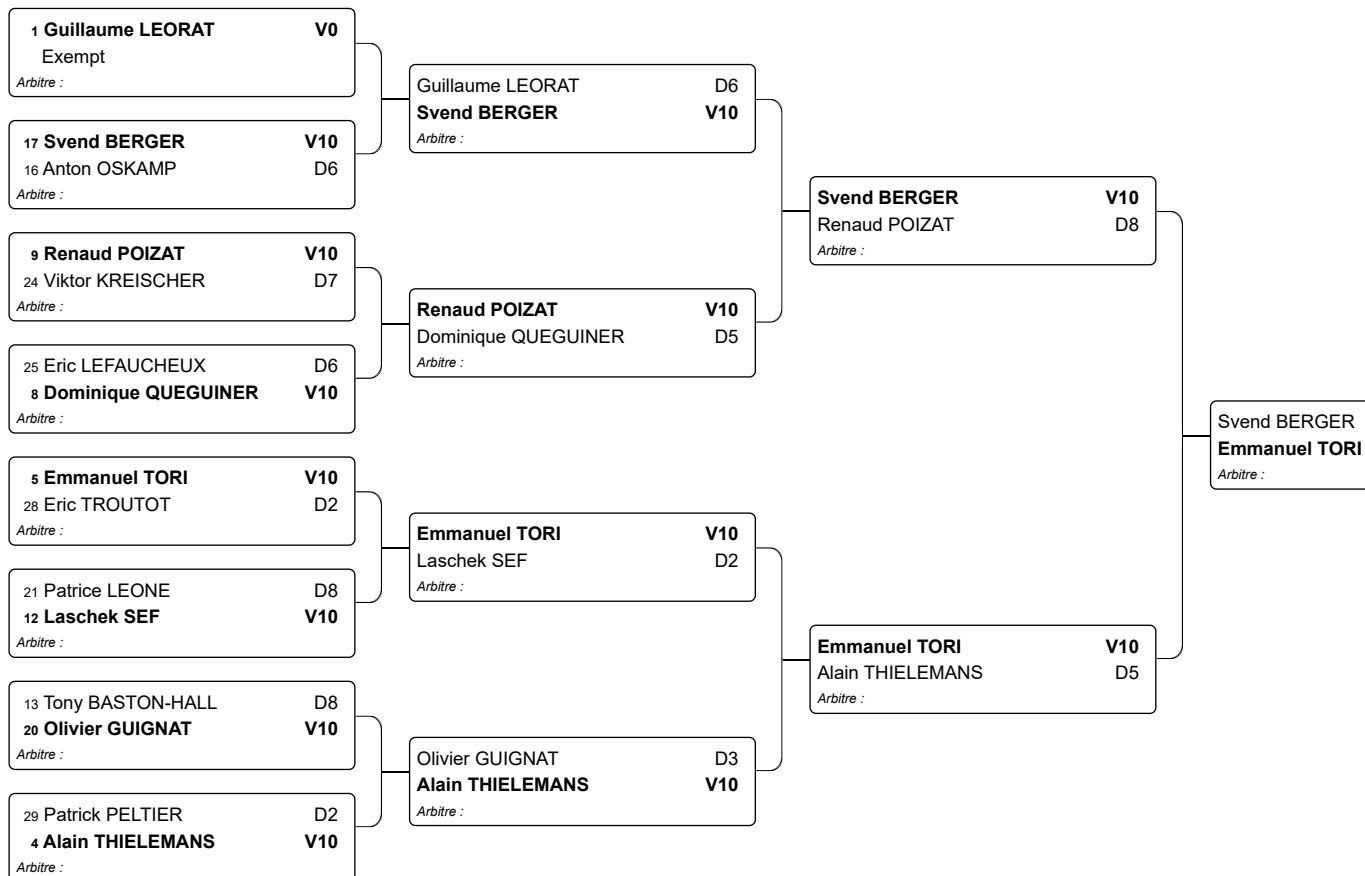 1 Guillaume LEORAT V0
Exempt
Arbitre :
17 Svend BERGER V10
16 Anton OSKAMP D6
Arbitre :
9 Renaud POIZAT V10
24 Viktor KREISCHER D7
Arbitre :
25 Eric LEFAUCHEUX D6
8 Dominique QUEGUINER V10
Arbitre :
5 Emmanuel TORI V10
28 Eric TROUTOT D2
Arbitre :
21 Patrice LEONE D8
12 Laschek SEF V10
Arbitre :
13 Tony BASTON-HALL D8
20 Olivier GUIGNAT V10
Arbitre :
29 Patrick PELTIER D2
4 Alain THIELEMANS V10
Arbitre :
Guillaume LEORAT D6
Svend BERGER V10
Arbitre :
Renaud POIZAT V10
Dominique QUEGUINER D5
Arbitre :
Emmanuel TORI V10
Laschek SEF D2
Arbitre :
Olivier GUIGNAT D3
Alain THIELEMANS V10
Arbitre :
Svend BERGER V10
Renaud POIZAT D8
Arbitre :
Emmanuel TORI V10
Alain THIELEMANS D5
Arbitre :
Svend BERGER
Emmanuel TORI
Arbitre :